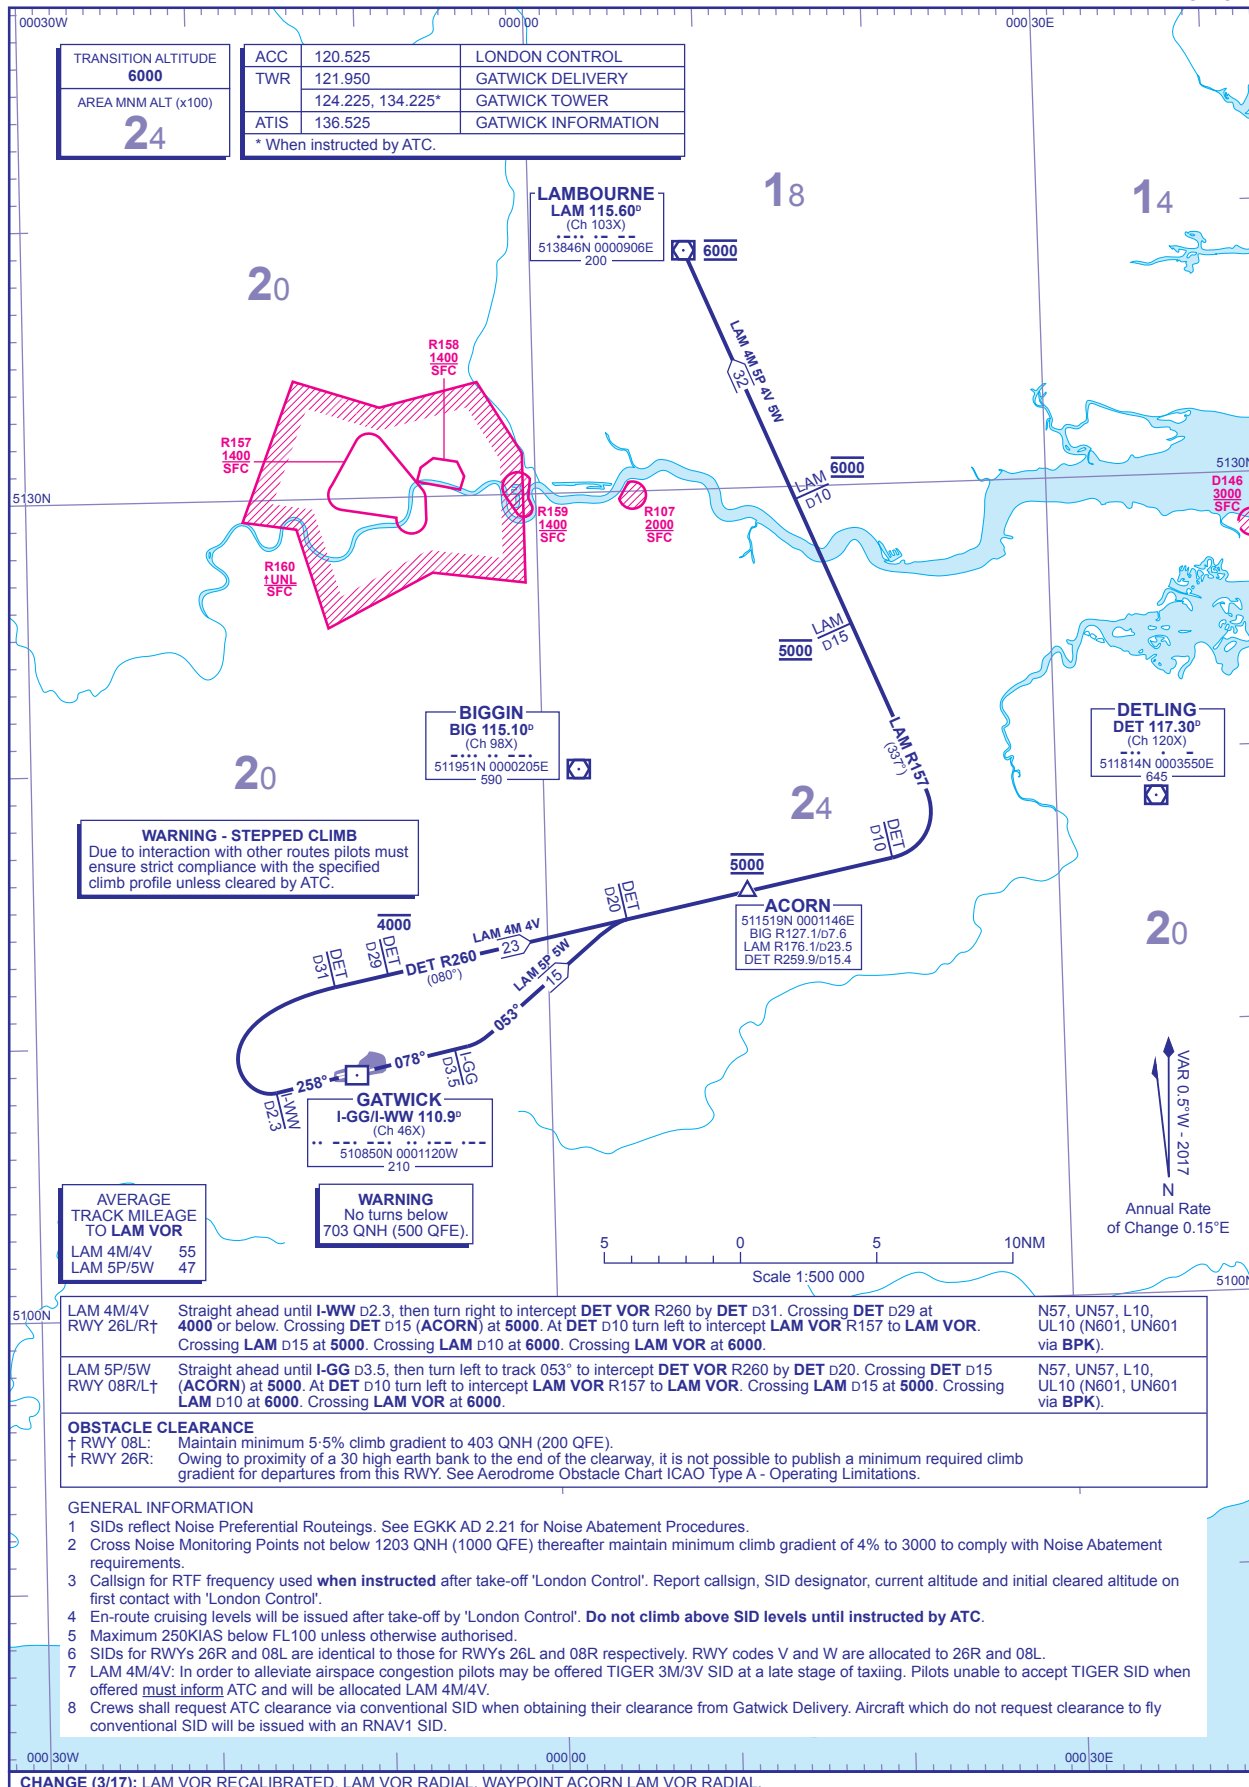 000 30W
000 00
000 30E
TRANSITION ALTITUDE
6000
AREA MNM ALT (x100)
24
ACC 120.525 LONDON CONTROL
TWR 121.950 GATWICK DELIVERY
124.225, 134.225* GATWICK TOWER
ATIS 136.525 GATWICK INFORMATION
* When instructed by ATC.
18
14
LAMBOURNE
LAM 115.60D
(Ch 103X)
513846N 0000906E
200
6000
20
LAM 4M 5P 4V 5W
32
R158
1400
SFC
R157
1400
SFC
LAM
D10
6000
5130N
5130N
D146
3000
SFC
R159
1400
SFC
R107
2000
SFC
R160
†UNL
SFC
LAM
D15
5000
BIGGIN
BIG 115.10D
(Ch 98X)
511951N 0000205E
590
DETLING
DET 117.30D
(Ch 120X)
511814N 0003550E
645
LAM R157
(337°)
20
24
WARNING - STEPPED CLIMB
Due to interaction with other routes pilots must
ensure strict compliance with the specified
climb profile unless cleared by ATC.
DET
D10
5000
ACORN
511519N 0001146E
BIG R127.1/D7.6
LAM R176.1/D23.5
DET R259.9/D15.4
20
DET
D20
4000
LAM 4M 4V
23
DET
D29
DET
D31
DET R260
(080°)
LAM 5P 5W
15
053°
078°
I-GG
D3.5
258°
I-WW
D2.3
GATWICK
I-GG/I-WW 110.9D
(Ch 46X)
510850N 0001120W
210
VAR 0.5°W - 2017
N
Annual Rate
of Change 0.15°E
AVERAGE
TRACK MILEAGE
TO LAM VOR
LAM 4M/4V 55
LAM 5P/5W 47
WARNING
No turns below
703 QNH (500 QFE).
5 0 5 10NM
Scale 1:500 000
5100N
5100N
LAM 4M/4V Straight ahead until I-WW D2.3, then turn right to intercept DET VOR R260 by DET D31. Crossing DET D29 at N57, UN57, L10,
RWY 26L/R† 4000 or below. Crossing DET D15 (ACORN) at 5000. At DET D10 turn left to intercept LAM VOR R157 to LAM VOR. UL10 (N601, UN601
Crossing LAM D15 at 5000. Crossing LAM D10 at 6000. Crossing LAM VOR at 6000. via BPK).
LAM 5P/5W Straight ahead until I-GG D3.5, then turn left to track 053° to intercept DET VOR R260 by DET D20. Crossing DET D15 N57, UN57, L10,
RWY 08R/L† (ACORN) at 5000. At DET D10 turn left to intercept LAM VOR R157 to LAM VOR. Crossing LAM D15 at 5000. Crossing UL10 (N601, UN601
LAM D10 at 6000. Crossing LAM VOR at 6000. via BPK).
OBSTACLE CLEARANCE
† RWY 08L: Maintain minimum 5·5% climb gradient to 403 QNH (200 QFE).
† RWY 26R: Owing to proximity of a 30 high earth bank to the end of the clearway, it is not possible to publish a minimum required climb
gradient for departures from this RWY. See Aerodrome Obstacle Chart ICAO Type A - Operating Limitations.
GENERAL INFORMATION
1 SIDs reflect Noise Preferential Routeings. See EGKK AD 2.21 for Noise Abatement Procedures.
2 Cross Noise Monitoring Points not below 1203 QNH (1000 QFE) thereafter maintain minimum climb gradient of 4% to 3000 to comply with Noise Abatement
requirements.
3 Callsign for RTF frequency used when instructed after take-off 'London Control'. Report callsign, SID designator, current altitude and initial cleared altitude on
first contact with 'London Control'.
4 En-route cruising levels will be issued after take-off by 'London Control'. Do not climb above SID levels until instructed by ATC.
5 Maximum 250KIAS below FL100 unless otherwise authorised.
6 SIDs for RWYs 26R and 08L are identical to those for RWYs 26L and 08R respectively. RWY codes V and W are allocated to 26R and 08L.
7 LAM 4M/4V: In order to alleviate airspace congestion pilots may be offered TIGER 3M/3V SID at a late stage of taxiing. Pilots unable to accept TIGER SID when
offered must inform ATC and will be allocated LAM 4M/4V.
8 Crews shall request ATC clearance via conventional SID when obtaining their clearance from Gatwick Delivery. Aircraft which do not request clearance to fly
conventional SID will be issued with an RNAV1 SID.
000 30W
000 00
000 30E
CHANGE (3/17): LAM VOR RECALIBRATED. LAM VOR RADIAL. WAYPOINT ACORN LAM VOR RADIAL.